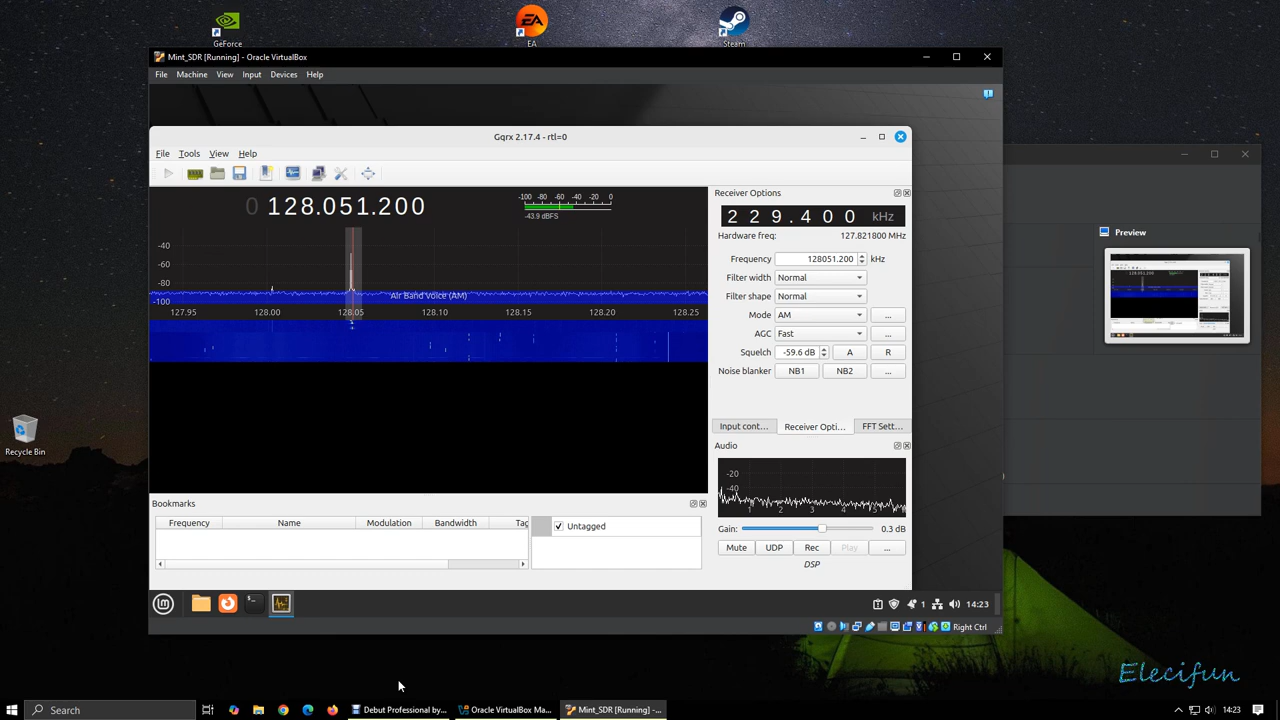 GeForce
EA
Steam
Mint_SDR [Running] - Oracle VirtualBox
File Machine View Input Devices Help
Gqrx 2.17.4 - rtl=0
File Tools View Help
0 128.051.200
-100 -80 -60 -40 -20 0
-43.9 dBFS
-40
-60
-80
-100
Air Band Voice (AM)
127.95 128.00 128.05 128.10 128.15 128.20 128.25
Receiver Options
229.400 kHz
Hardware freq: 127.821800 MHz
Frequency 128051.200 kHz
Filter width Normal
Filter shape Normal
Mode AM ...
AGC Fast ...
Squelch -59.6 dB A R
Noise blanker NB1 NB2 ...
Input cont... Receiver Opti... FFT Sett...
Audio
-20
-40
1 2 3 4 5
Gain: 0.3 dB
Mute UDP Rec Play ...
DSP
Bookmarks
Frequency Name Modulation Bandwidth Tag
Untagged
1 14:23
Right Ctrl
Preview
Recycle Bin
Elecifun
Search
Debut Professional by...
Oracle VirtualBox Ma...
Mint_SDR [Running] -...
14:23